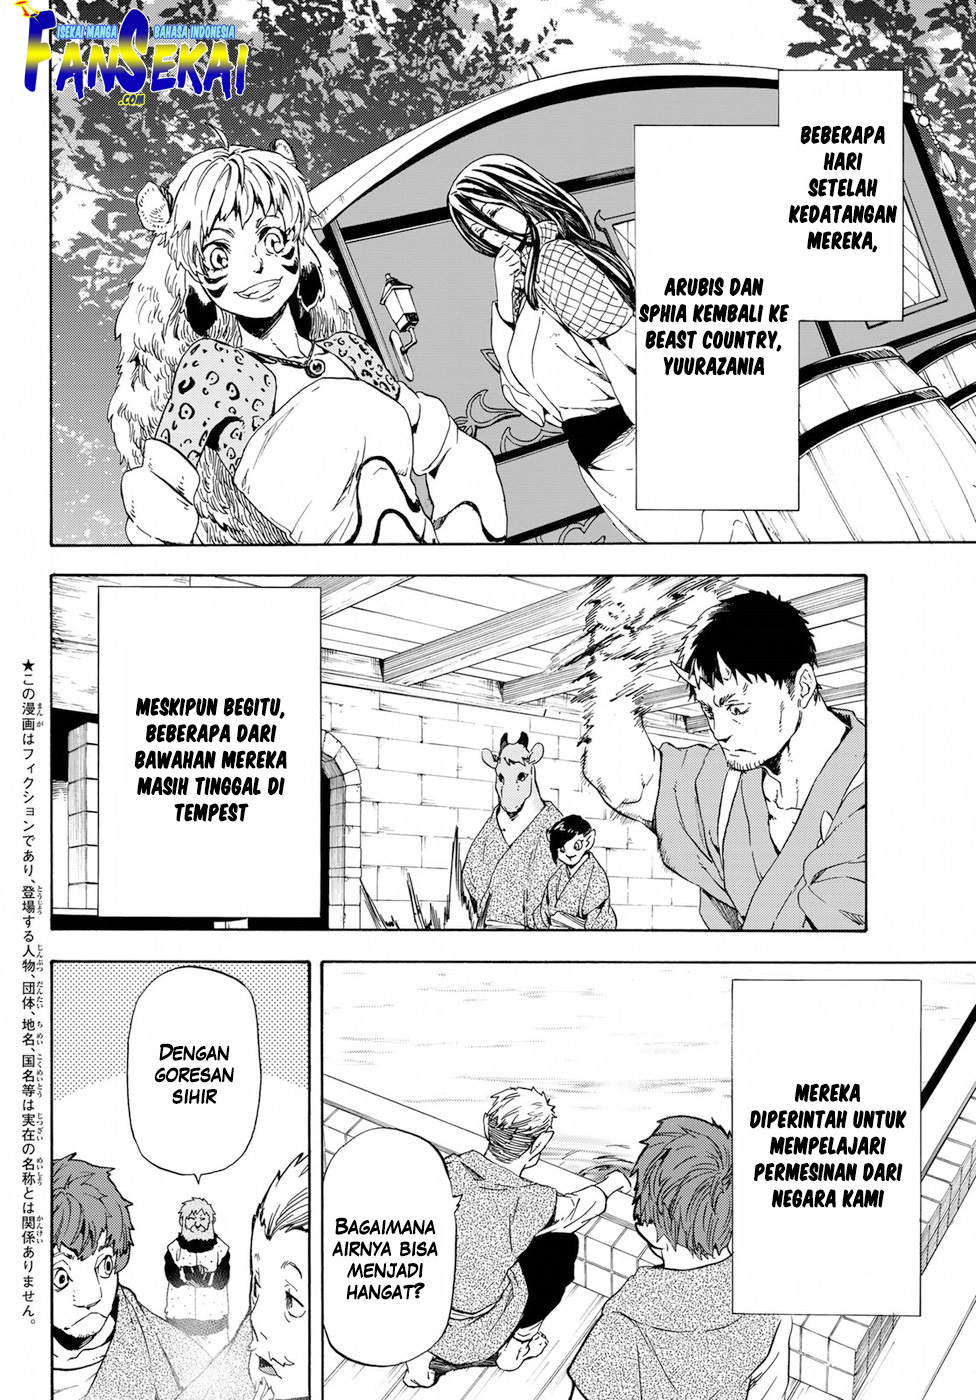 ISEKAI MANGA BAHASA INDONESIA
FANSEKAI
.COM
BEBERAPA
HARI
SETELAH
KEDATANGAN
MEREKA,
ARUBIS DAN
SPHIA KEMBALI KE
BEAST COUNTRY,
YUURAZANIA
MESKIPUN BEGITU,
BEBERAPA DARI
BAWAHAN MEREKA
MASIH TINGGAL DI
TEMPEST
MEREKA
DIPERINTAH UNTUK
MEMPELAJARI
PERMESINAN DARI
NEGARA KAMI
BAGAIMANA
AIRNYA BISA
MENJADI
HANGAT?
DENGAN
GORESAN
SIHIR
★この漫画はフィクションであり、登場する人物、団体、地名、国名等は実在の名称とは関係ありません。